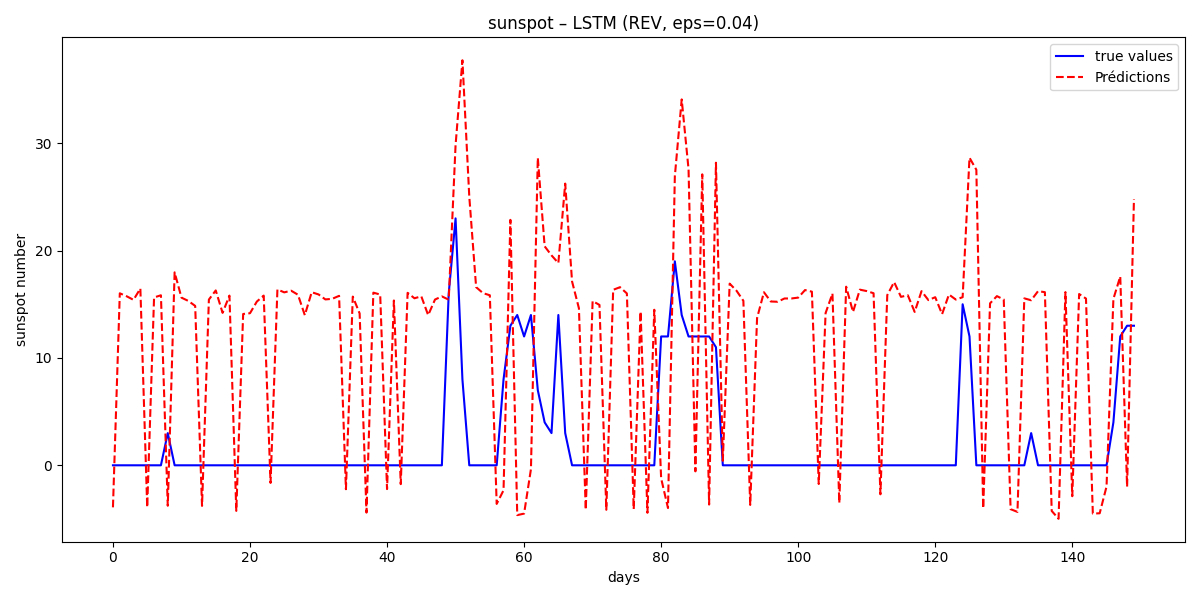 sunspot – LSTM (REV, eps=0.04)
true values
Prédictions
sunspot number
30
20
10
0
0 20 40 60 80 100 120 140
days